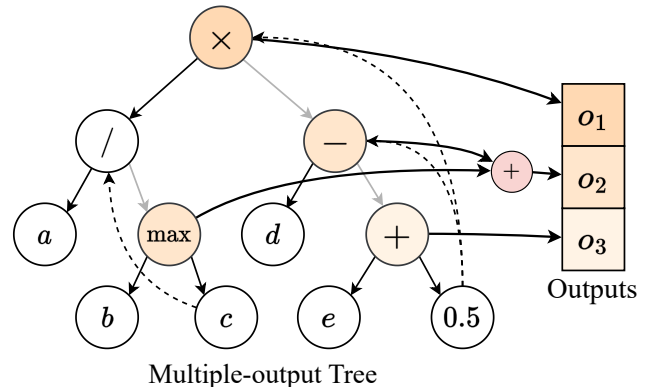 ×
o₁
/
−
+
o₂
a
max
d
+
o₃
b
c
e
0.5
Outputs
Multiple-output Tree